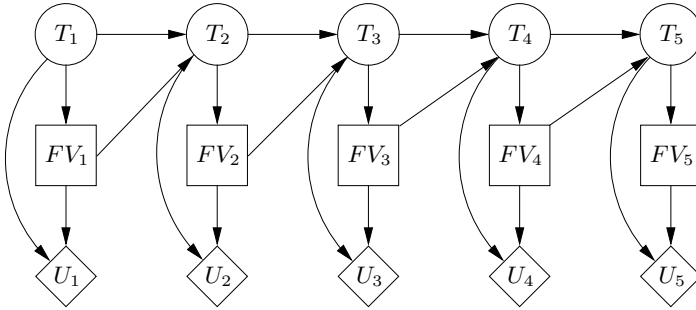 T₁ T₂ T₃ T₄ T₅
FV₁ FV₂ FV₃ FV₄ FV₅
U₁ U₂ U₃ U₄ U₅